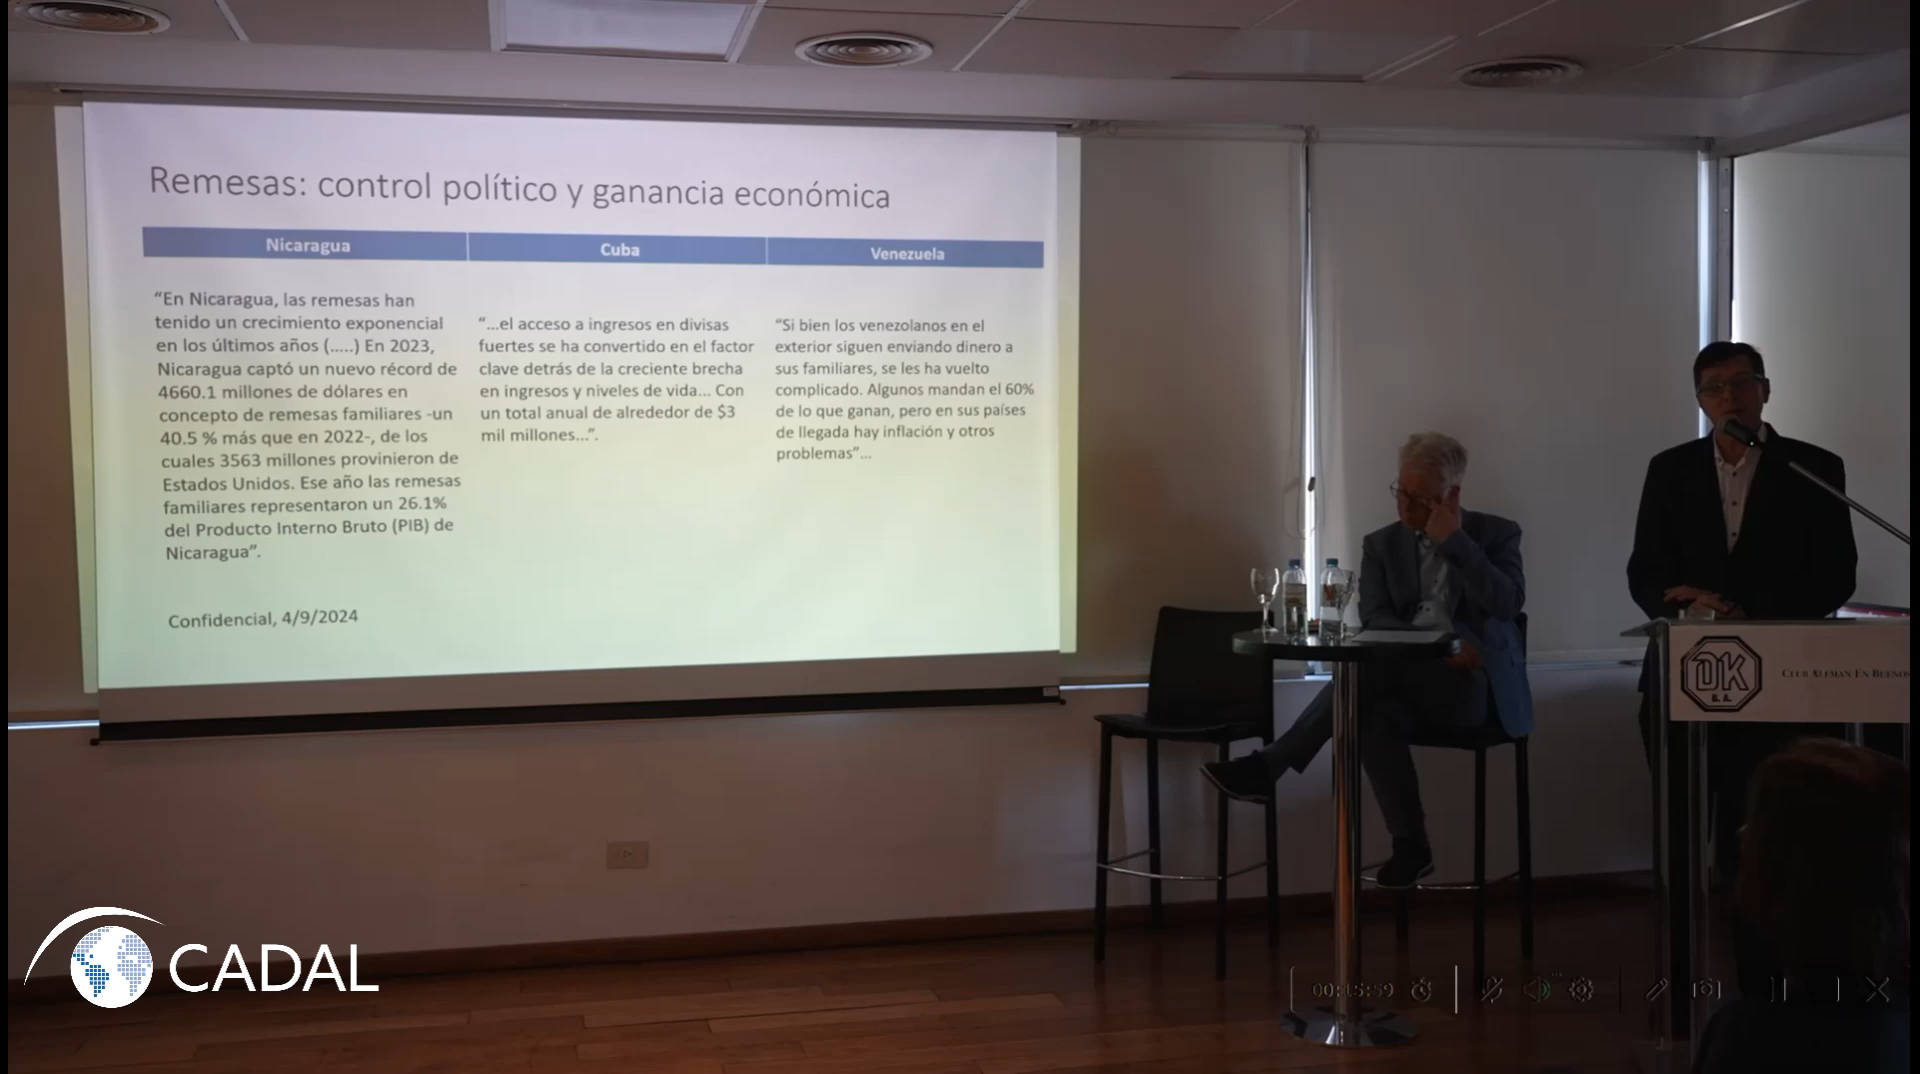 Remesas: control político y ganancia económica
Nicaragua
Cuba
Venezuela
“En Nicaragua, las remesas han
tenido un crecimiento exponencial
en los últimos años (.....) En 2023,
Nicaragua captó un nuevo récord de
4660.1 millones de dólares en
concepto de remesas familiares -un
40.5 % más que en 2022-, de los
cuales 3563 millones provinieron de
Estados Unidos. Ese año las remesas
familiares representaron un 26.1%
del Producto Interno Bruto (PIB) de
Nicaragua”.
“...el acceso a ingresos en divisas
fuertes se ha convertido en el factor
clave detrás de la creciente brecha
en ingresos y niveles de vida... Con
un total anual de alrededor de $3
mil millones...”.
“Si bien los venezolanos en el
exterior siguen enviando dinero a
sus familiares, se les ha vuelto
complicado. Algunos mandan el 60%
de lo que ganan, pero en sus países
de llegada hay inflación y otros
problemas”...
Confidencial, 4/9/2024
DK
B. A.
CLUB ALEMAN EN BUENOS
CADAL
00:15:59